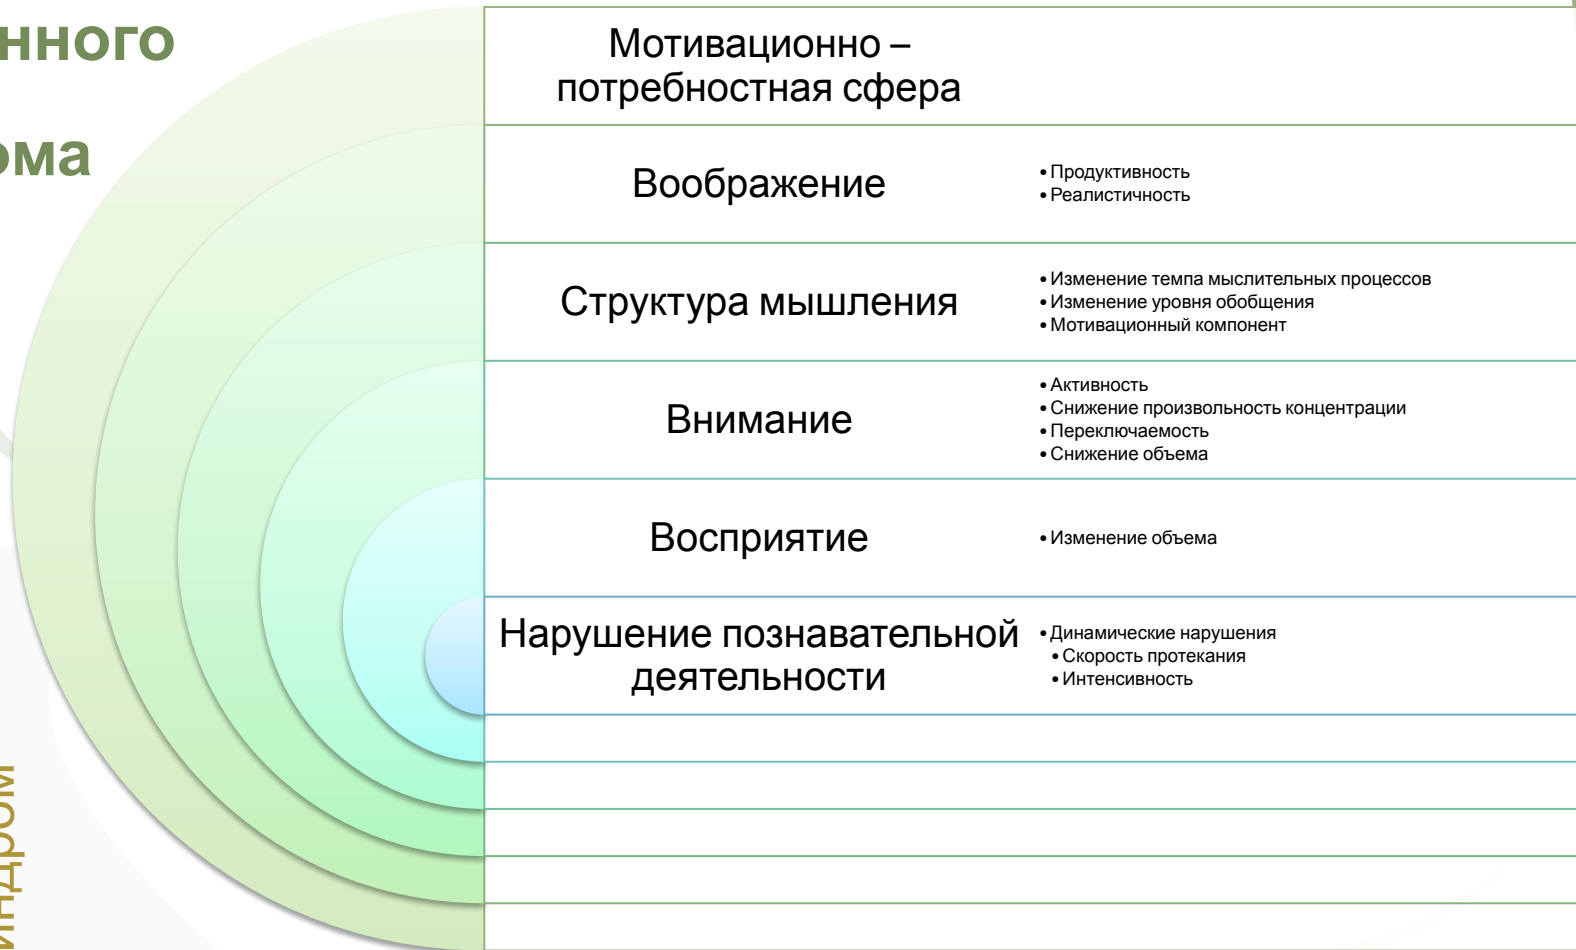 нного
ома
Мотивационно –
потребностная сфера
Воображение
• Продуктивность
• Реалистичность
Структура мышления
• Изменение темпа мыслительных процессов
• Изменение уровня обобщения
• Мотивационный компонент
Внимание
• Активность
• Снижение произвольность концентрации
• Переключаемость
• Снижение объема
Восприятие
• Изменение объема
Нарушение познавательной
деятельности
• Динамические нарушения
• Скорость протекания
• Интенсивность
индром